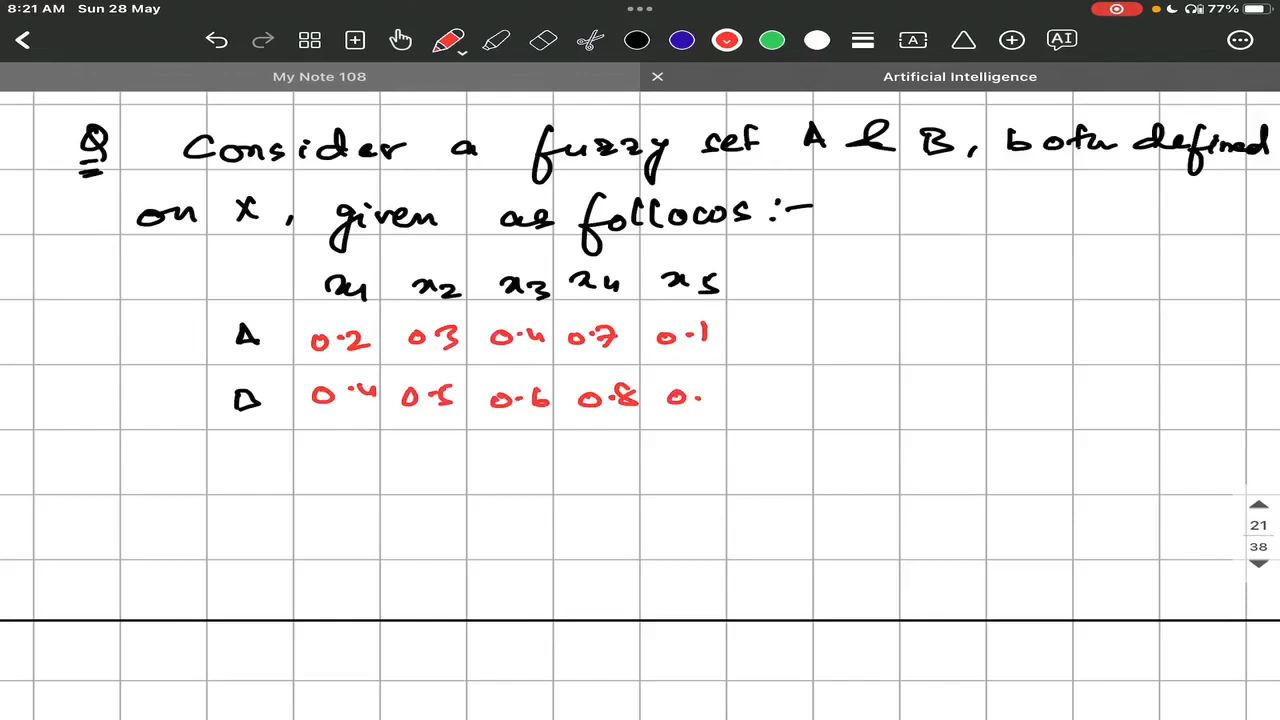 8:21 AM Sun 28 May
77%
My Note 108
Artificial Intelligence
Q Consider a fuzzy set A & B, both defined
on X, given as follows :-
x1 x2 x3 x4 x5
A 0.2 0.3 0.4 0.7 0.1
B 0.4 0.5 0.6 0.8 0.
A
AI
21
38